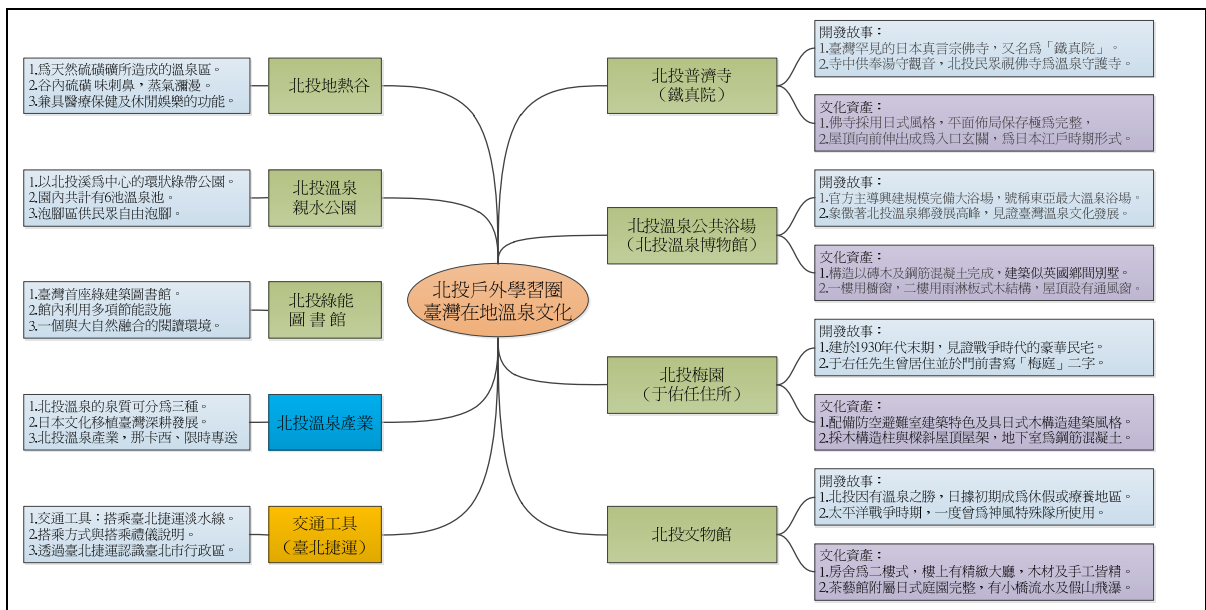 北投戶外學習圈
臺灣在地溫泉文化
北投地熱谷
1.為天然硫磺礦所造成的溫泉區。
2.谷內硫磺味刺鼻，蒸氣瀰漫。
3.兼具醫療保健及休閒娛樂的功能。
北投溫泉
親水公園
1.以北投溪為中心的環狀綠帶公園。
2.園內共計有6池溫泉池。
3.泡腳區供民眾自由泡腳。
北投綠能
圖書館
1.臺灣首座綠建築圖書館。
2.館內利用多項節能設施
3.一個與大自然融合的閱讀環境。
北投溫泉產業
1.北投溫泉的泉質可分為三種。
2.日本文化移植臺灣深耕發展。
3.北投溫泉產業，那卡西、限時專送
交通工具
（臺北捷運）
1.交通工具：搭乘臺北捷運淡水線。
2.搭乘方式與搭乘禮儀說明。
3.透過臺北捷運認識臺北市行政區。
北投普濟寺
（鐵真院）
開發故事：
1.臺灣罕見的日本真言宗佛寺，又名為「鐵真院」。
2.寺中供奉湯守觀音，北投民眾視佛寺為溫泉守護寺。
文化資產：
1.佛寺採用日式風格，平面佈局保存極為完整，
2.屋頂向前伸出成為入口玄關，為日本江戶時期形式。
北投溫泉公共浴場
（北投溫泉博物館）
開發故事：
1.官方主導興建規模完備大浴場，號稱東亞最大溫泉浴場。
2.象徵著北投溫泉鄉發展高峰，見證臺灣溫泉文化發展。
文化資產：
1.構造以磚木及鋼筋混凝土完成，建築似英國鄉間別墅。
2.一樓用櫺窗，二樓用雨淋板式木結構，屋頂設有通風窗。
北投梅園
（于佑任住所）
開發故事：
1.建於1930年代末期，見證戰爭時代的豪華民宅。
2.于右任先生曾居住並於門前書寫「梅庭」二字。
文化資產：
1.配備防空避難室建築特色及具日式木構造建築風格。
2.採木構造柱與樑斜屋頂屋架，地下室為鋼筋混凝土。
北投文物館
開發故事：
1.北投因有溫泉之勝，日據初期成為休假或療養地區。
2.太平洋戰爭時期，一度曾為神風特殊隊所使用。
文化資產：
1.房舍為二樓式，樓上有精緻大廳，木材及手工皆精。
2.茶藝館附屬日式庭園完整，有小橋流水及假山飛瀑。